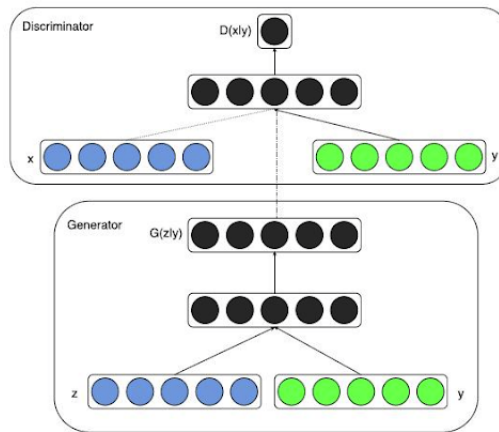 Discriminator
D(x|y)
x
y
Generator
G(z|y)
z
y